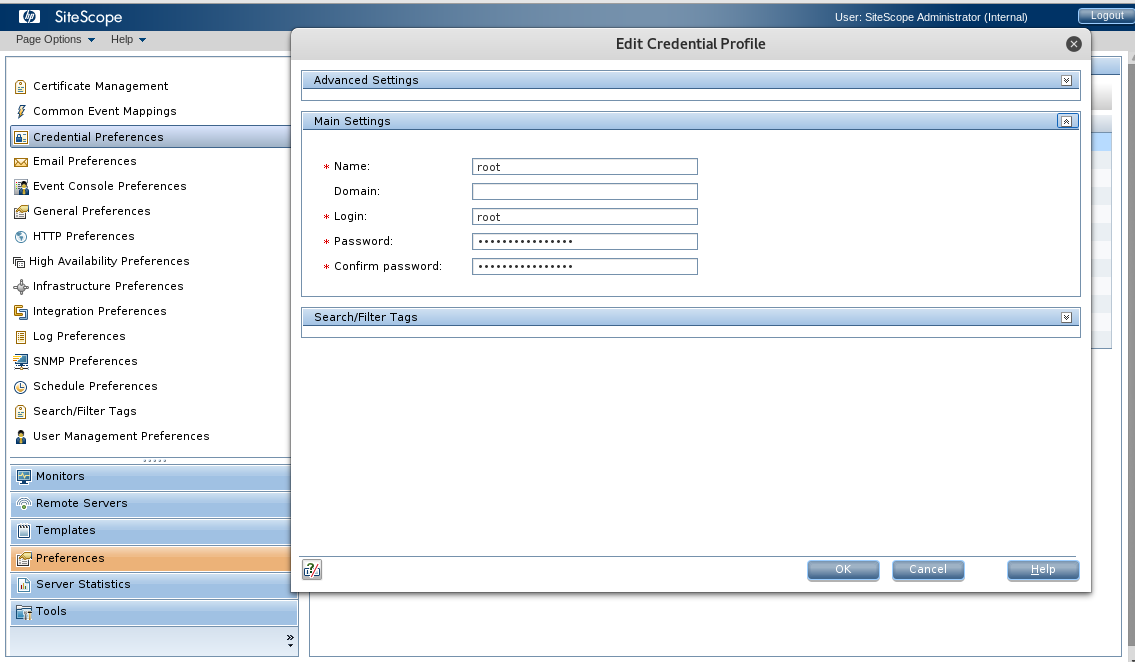 hp SiteScope
User: SiteScope Administrator (Internal)
Logout
Page Options
Help
Certificate Management
Common Event Mappings
Credential Preferences
Email Preferences
Event Console Preferences
General Preferences
HTTP Preferences
High Availability Preferences
Infrastructure Preferences
Integration Preferences
Log Preferences
SNMP Preferences
Schedule Preferences
Search/Filter Tags
User Management Preferences
Monitors
Remote Servers
Templates
Preferences
Server Statistics
Tools
Edit Credential Profile
Advanced Settings
Main Settings
* Name: root
Domain:
* Login: root
* Password: ••••••••••••••••
* Confirm password: ••••••••••••••••
Search/Filter Tags
OK
Cancel
Help